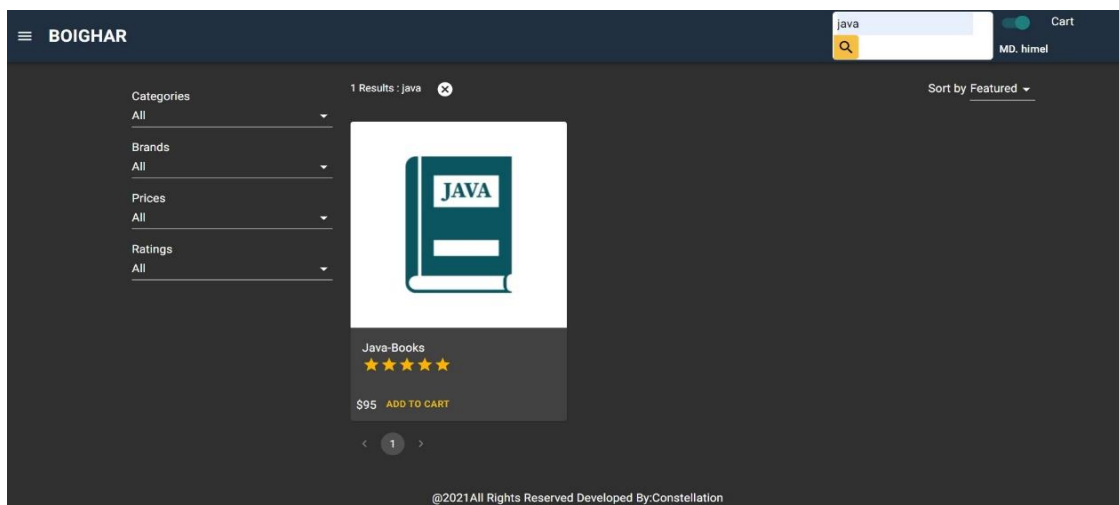 BOIGHAR
java
Cart
MD. himel
Categories
All
Brands
All
Prices
All
Ratings
All
1 Results : java
Sort by Featured
JAVA
Java-Books
$95 ADD TO CART
1
@2021All Rights Reserved Developed By:Constellation